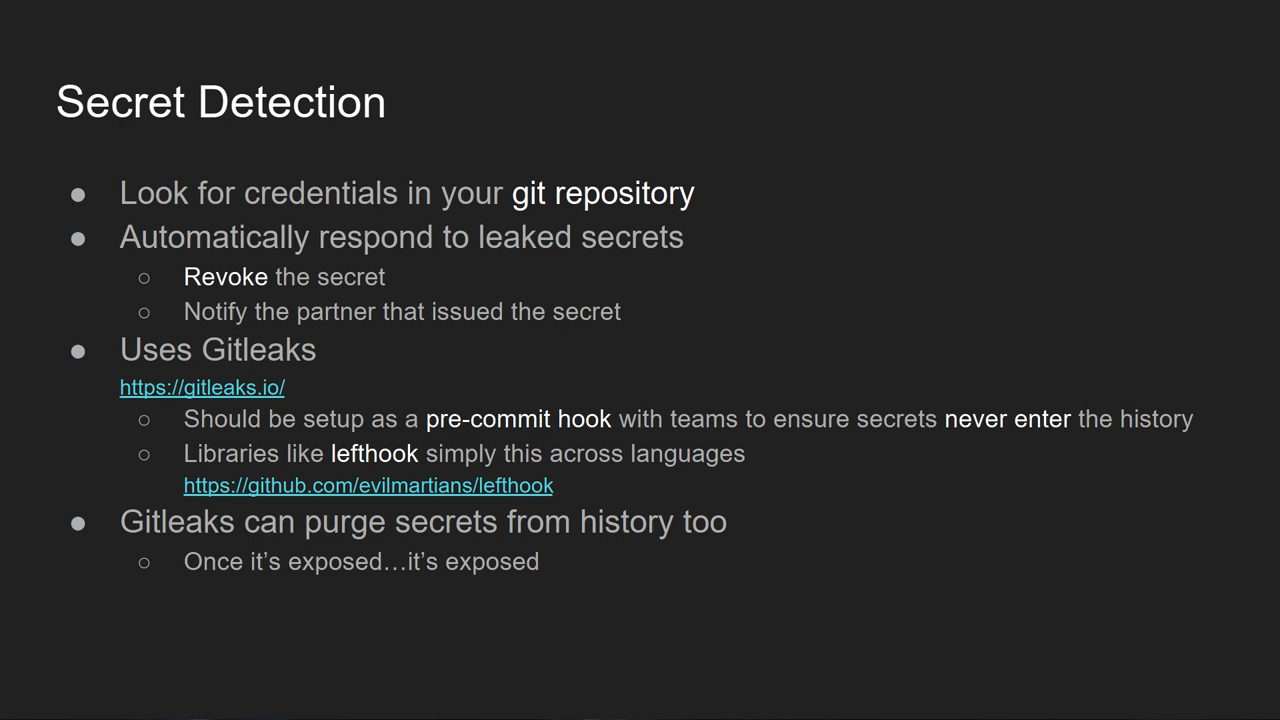 Secret Detection
● Look for credentials in your git repository
● Automatically respond to leaked secrets
○ Revoke the secret
○ Notify the partner that issued the secret
● Uses Gitleaks
https://gitleaks.io/
○ Should be setup as a pre-commit hook with teams to ensure secrets never enter the history
○ Libraries like lefthook simply this across languages
https://github.com/evilmartians/lefthook
● Gitleaks can purge secrets from history too
○ Once it’s exposed…it’s exposed